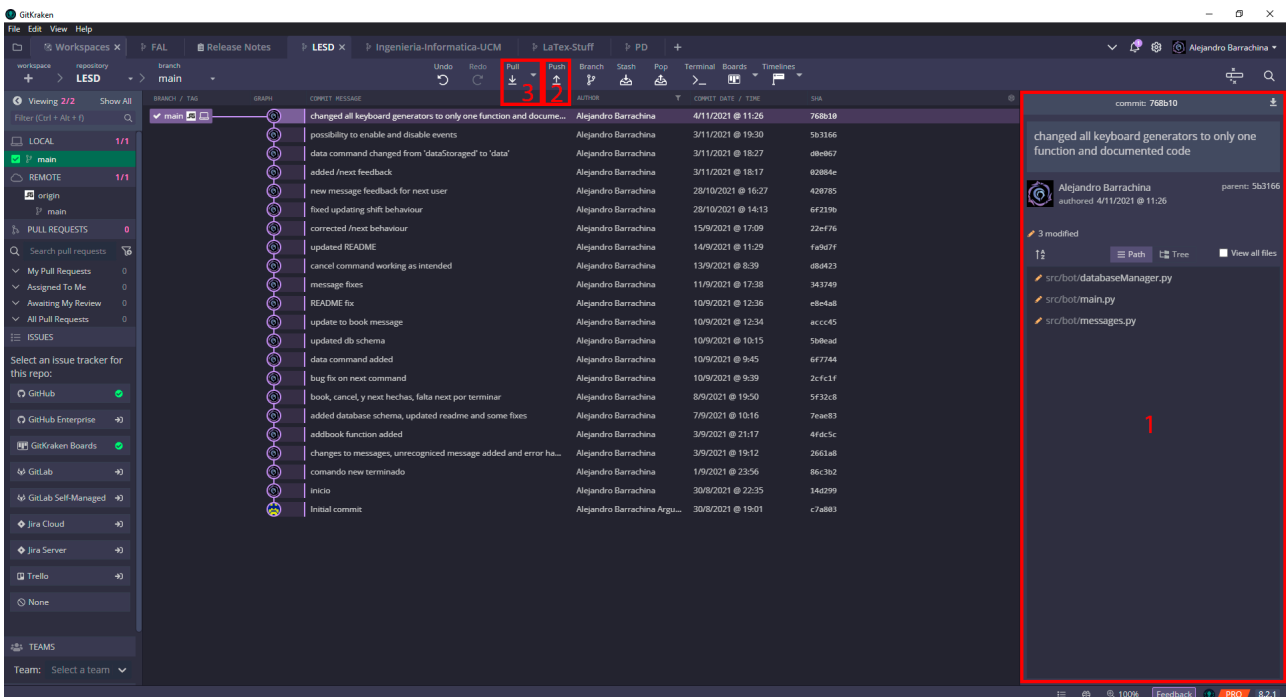 GitKraken
File Edit View Help
Workspaces × FAL Release Notes LESD × Ingenieria-Informatica-UCM LaTex-Stuff PD + Alejandro Barrachina
workspace repository branch Undo Redo Pull Push Branch Stash Pop Terminal Boards Timelines
+ LESD main
3 2
Viewing 2/2 Show All
Filter (Ctrl + Alt + f)
LOCAL 1/1
main
REMOTE 1/1
origin
main
PULL REQUESTS 0
Search pull requests
My Pull Requests 0
Assigned To Me 0
Awaiting My Review 0
All Pull Requests 0
ISSUES
Select an issue tracker for
this repo:
GitHub
GitHub Enterprise
GitKraken Boards
GitLab
GitLab Self-Managed
Jira Cloud
Jira Server
Trello
None
TEAMS
Team: Select a team
BRANCH / TAG GRAPH COMMIT MESSAGE AUTHOR COMMIT DATE / TIME SHA
main changed all keyboard generators to only one function and docume... Alejandro Barrachina 4/11/2021 @ 11:26 768b10
possibility to enable and disable events Alejandro Barrachina 3/11/2021 @ 19:30 5b3166
data command changed from 'dataStoraged' to 'data' Alejandro Barrachina 3/11/2021 @ 18:27 d0e067
added /next feedback Alejandro Barrachina 3/11/2021 @ 18:17 02084e
new message feedback for next user Alejandro Barrachina 28/10/2021 @ 16:27 420785
fixed updating shift behaviour Alejandro Barrachina 28/10/2021 @ 14:13 6f219b
corrected /next behaviour Alejandro Barrachina 15/9/2021 @ 17:09 22ef76
updated README Alejandro Barrachina 14/9/2021 @ 11:29 fa9d7f
cancel command working as intended Alejandro Barrachina 13/9/2021 @ 8:39 d8d423
message fixes Alejandro Barrachina 11/9/2021 @ 17:38 343749
README fix Alejandro Barrachina 10/9/2021 @ 12:36 e8e4a8
update to book message Alejandro Barrachina 10/9/2021 @ 12:34 accc45
updated db schema Alejandro Barrachina 10/9/2021 @ 10:15 5b0ead
data command added Alejandro Barrachina 10/9/2021 @ 9:45 6f7744
bug fix on next command Alejandro Barrachina 10/9/2021 @ 9:39 2cfc1f
book, cancel, y next hechas, falta next por terminar Alejandro Barrachina 8/9/2021 @ 19:50 5f32c8
added database schema, updated readme and some fixes Alejandro Barrachina 7/9/2021 @ 10:16 7eae83
addbook function added Alejandro Barrachina 3/9/2021 @ 21:17 4fdc5c
changes to messages, unrecogniced message added and error ha... Alejandro Barrachina 3/9/2021 @ 19:12 2661a8
comando new terminado Alejandro Barrachina 1/9/2021 @ 23:56 86c3b2
inicio Alejandro Barrachina 30/8/2021 @ 22:35 14d299
Initial commit Alejandro Barrachina Argu... 30/8/2021 @ 19:01 c7a803
commit: 768b10
changed all keyboard generators to only one
function and documented code
Alejandro Barrachina parent: 5b3166
authored 4/11/2021 @ 11:26
3 modified
Path Tree View all files
src/bot/databaseManager.py
src/bot/main.py
src/bot/messages.py
1
100% Feedback PRO 8.2.1